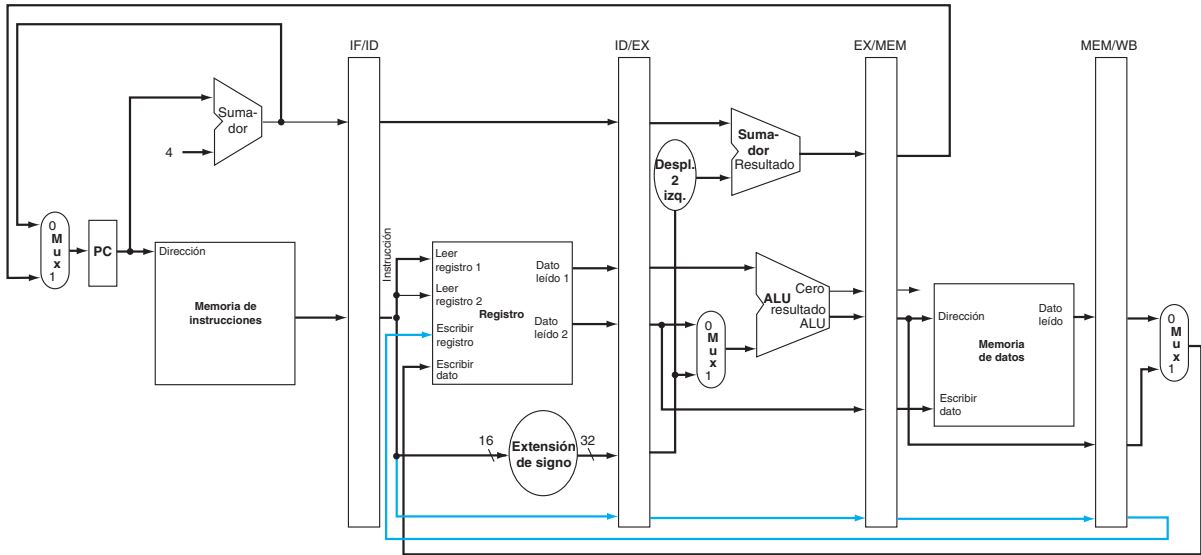 IF/ID
ID/EX
EX/MEM
MEM/WB
Suma-
dor
4
0
M
u
x
1
PC
Dirección
Memoria de
instrucciones
Instrucción
Leer
registro 1
Leer
registro 2
Escribir
registro
Escribir
dato
Registro
Dato
leído 1
Dato
leído 2
16
Extensión
de signo
32
Despl.
2
izq.
Suma-
dor
Resultado
0
M
u
x
1
ALU
Cero
resultado
ALU
Dirección
Escribir
dato
Dato
leído
Memoria
de datos
0
M
u
x
1